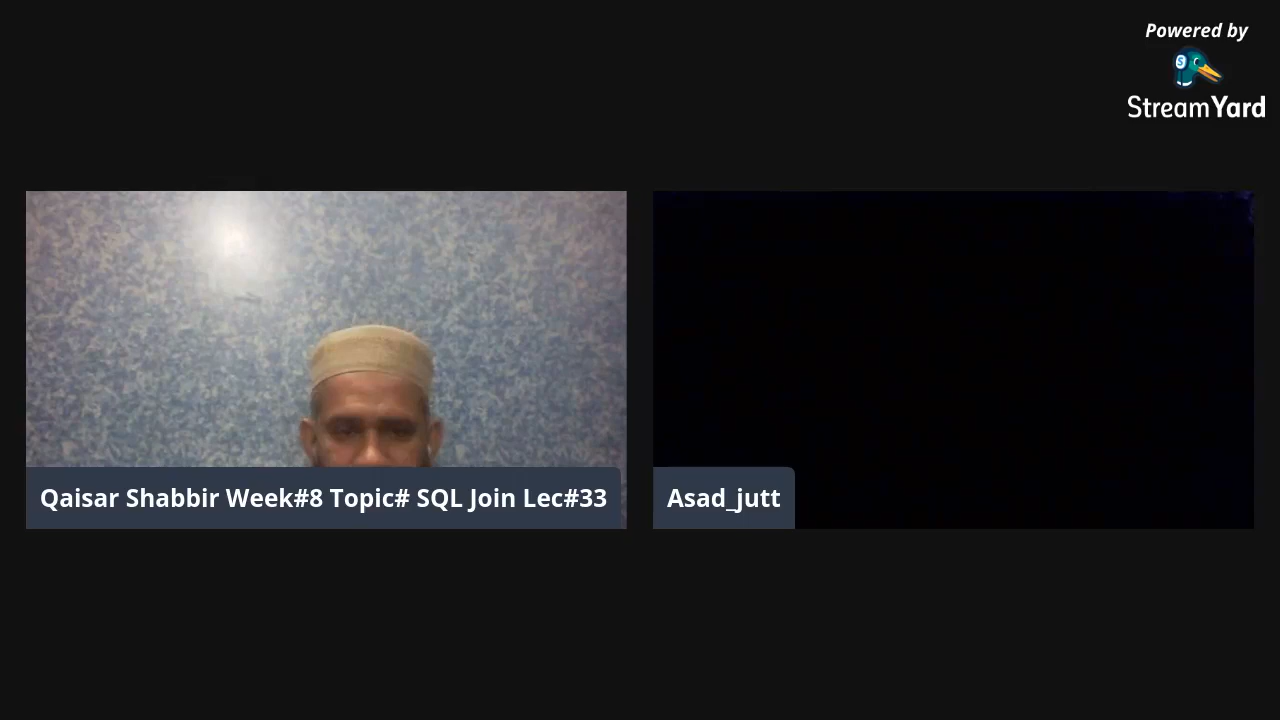 Powered by
S
StreamYard
Qaisar Shabbir Week#8 Topic# SQL Join Lec#33
Asad_jutt